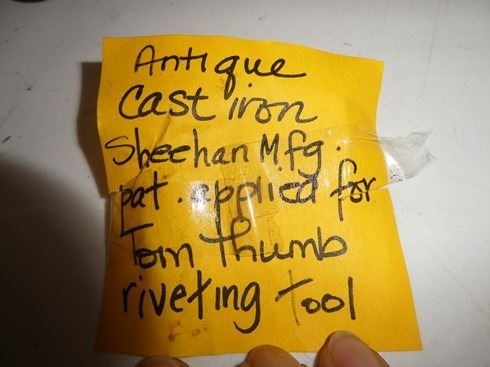 Antique
Cast iron
Sheehan Mfg.
pat. applied for
Tom Thumb
riveting tool